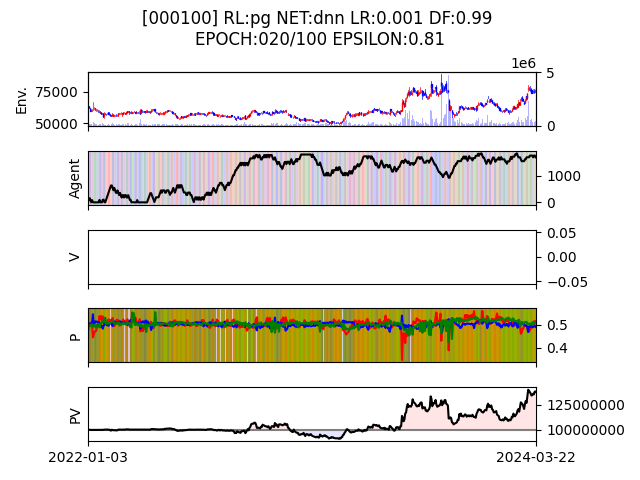 [000100] RL:pg NET:dnn LR:0.001 DF:0.99
EPOCH:020/100 EPSILON:0.81
1e6
Env.
75000
50000
5
0
Agent
1000
0
V
0.05
0.00
−0.05
P
0.5
0.4
PV
125000000
100000000
2022-01-03
2024-03-22